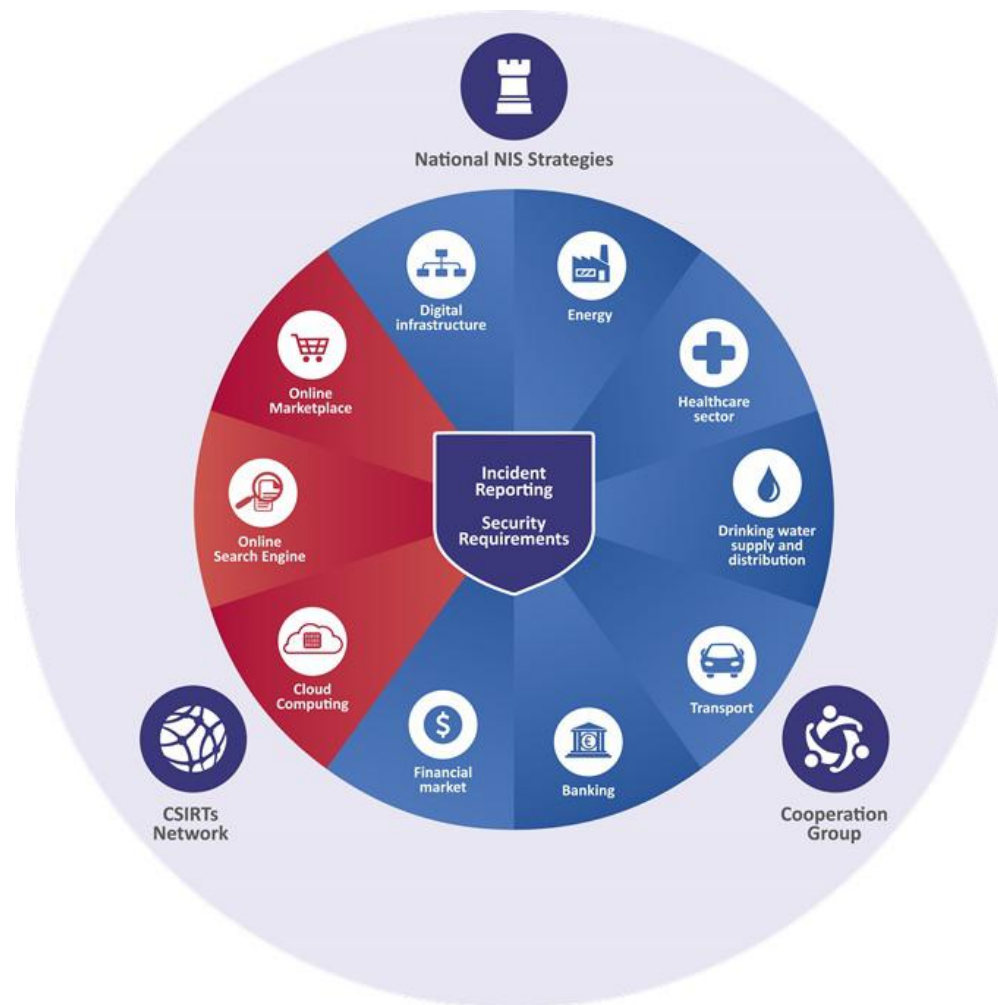 National NIS Strategies
Digital
infrastructure
Energy
Online
Marketplace
Healthcare
sector
Incident
Reporting
Security
Requirements
Online
Search Engine
Drinking water
supply and
distribution
Cloud
Computing
Transport
Financial
market
Banking
CSIRTs
Network
Cooperation
Group